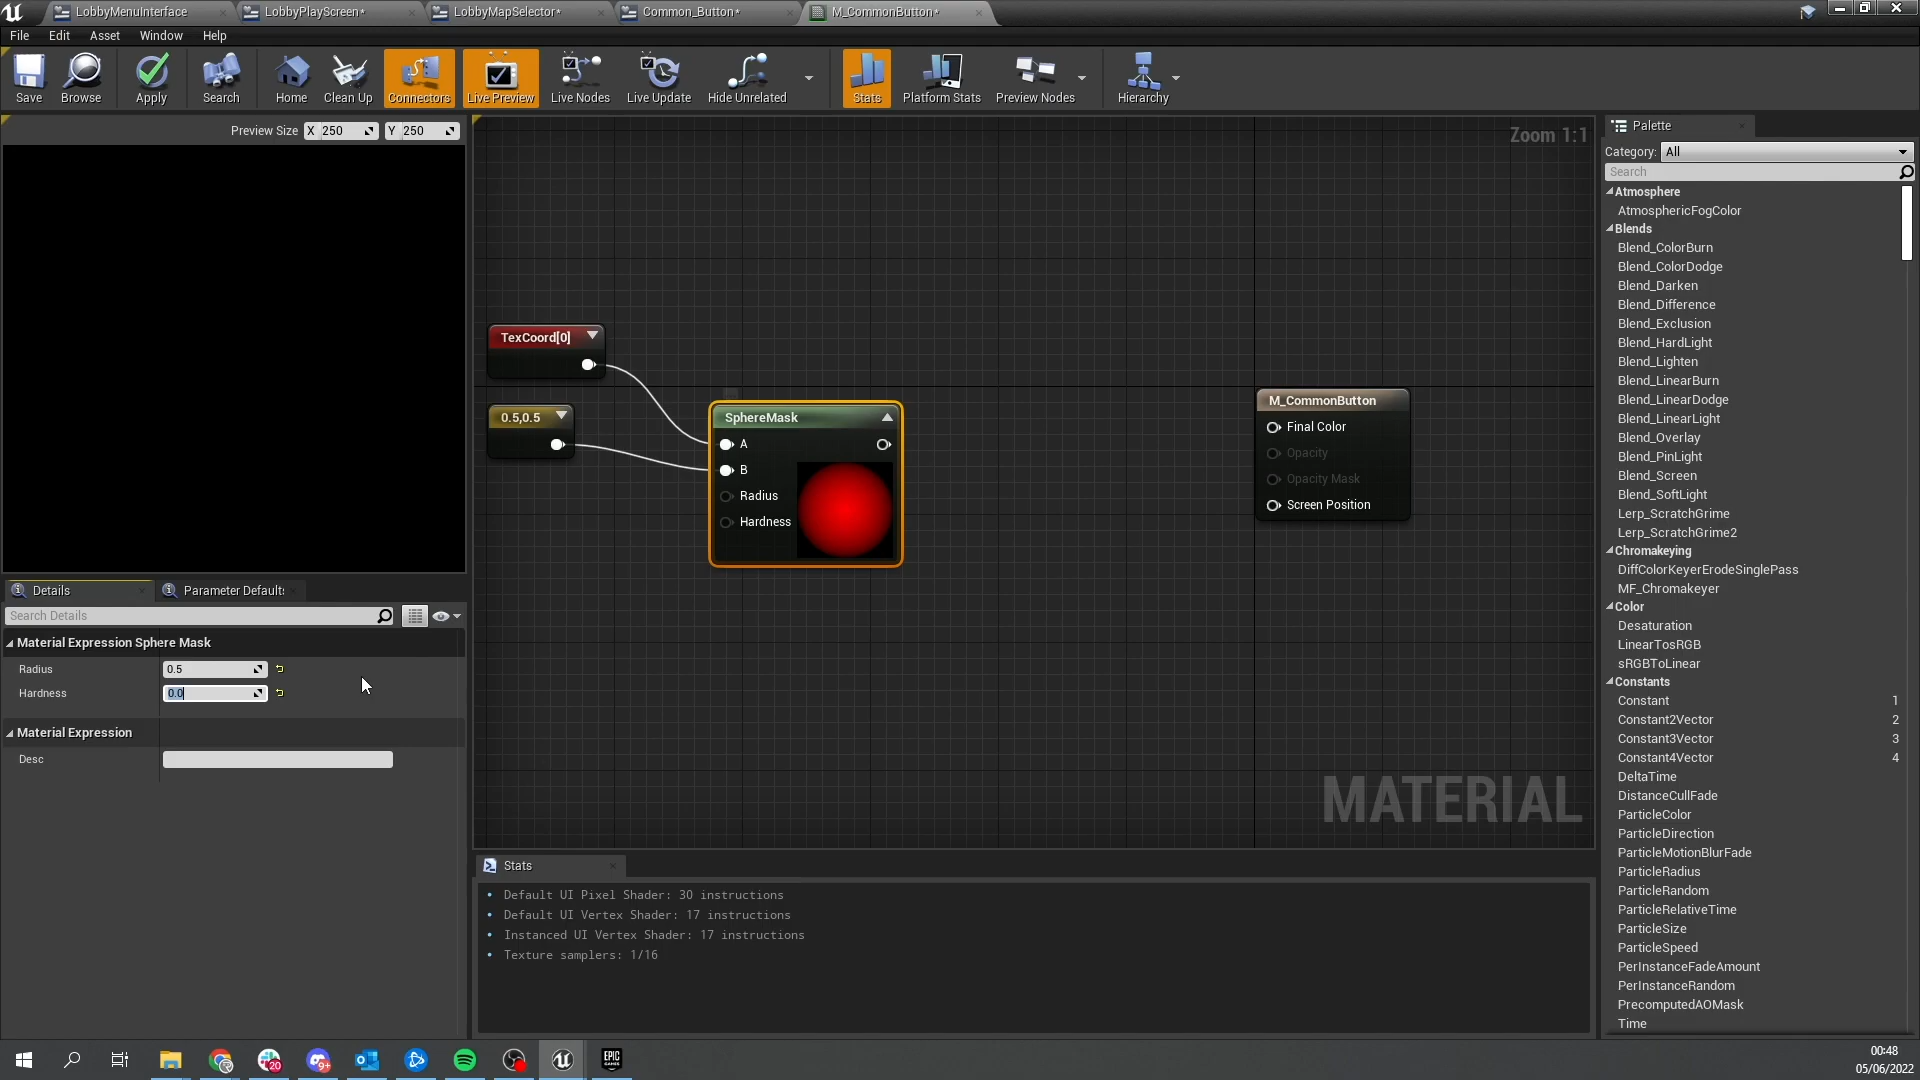 LobbyMenuInterface
LobbyPlayScreen*
LobbyMapSelector*
Common_Button*
M_CommonButton*
File Edit Asset Window Help
Save
Browse
Apply
Search
Home
Clean Up
Connectors
Live Preview
Live Nodes
Live Update
Hide Unrelated
Stats
Platform Stats
Preview Nodes
Hierarchy
Preview Size X 250 Y 250
Zoom 1:1
TexCoord[0]
0.5,0.5
SphereMask
A
B
Radius
Hardness
M_CommonButton
Final Color
Opacity
Opacity Mask
Screen Position
MATERIAL
Details
Parameter Default
Search Details
Material Expression Sphere Mask
Radius 0.5
Hardness 0.0
Material Expression
Desc
Stats
Default UI Pixel Shader: 30 instructions
Default UI Vertex Shader: 17 instructions
Instanced UI Vertex Shader: 17 instructions
Texture samplers: 1/16
Palette
Category: All
Search
Atmosphere
AtmosphericFogColor
Blends
Blend_ColorBurn
Blend_ColorDodge
Blend_Darken
Blend_Difference
Blend_Exclusion
Blend_HardLight
Blend_Lighten
Blend_LinearBurn
Blend_LinearDodge
Blend_LinearLight
Blend_Overlay
Blend_PinLight
Blend_Screen
Blend_SoftLight
Lerp_ScratchGrime
Lerp_ScratchGrime2
Chromakeying
DiffColorKeyerErodeSinglePass
MF_Chromakeyer
Color
Desaturation
LinearTosRGB
sRGBToLinear
Constants
Constant 1
Constant2Vector 2
Constant3Vector 3
Constant4Vector 4
DeltaTime
DistanceCullFade
ParticleColor
ParticleDirection
ParticleMotionBlurFade
ParticleRadius
ParticleRandom
ParticleRelativeTime
ParticleSize
ParticleSpeed
PerInstanceFadeAmount
PerInstanceRandom
PrecomputedAOMask
Time
20
9+
EPIC
GAMES
00:48
05/06/2022